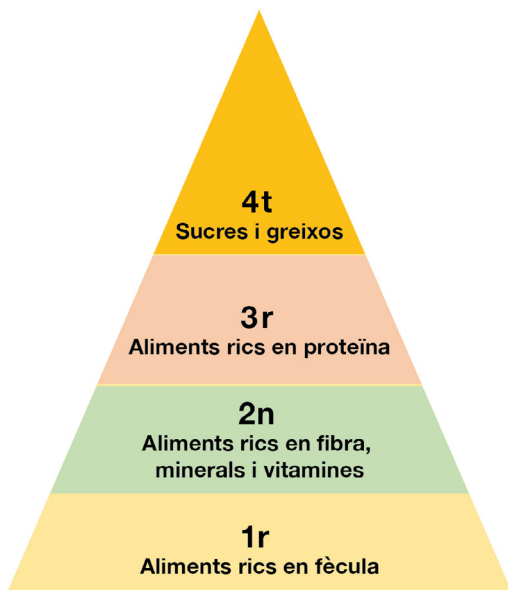 4t
Sucres i greixos
3r
Aliments rics en proteïna
2n
Aliments rics en fibra,
minerals i vitamines
1r
Aliments rics en fècula